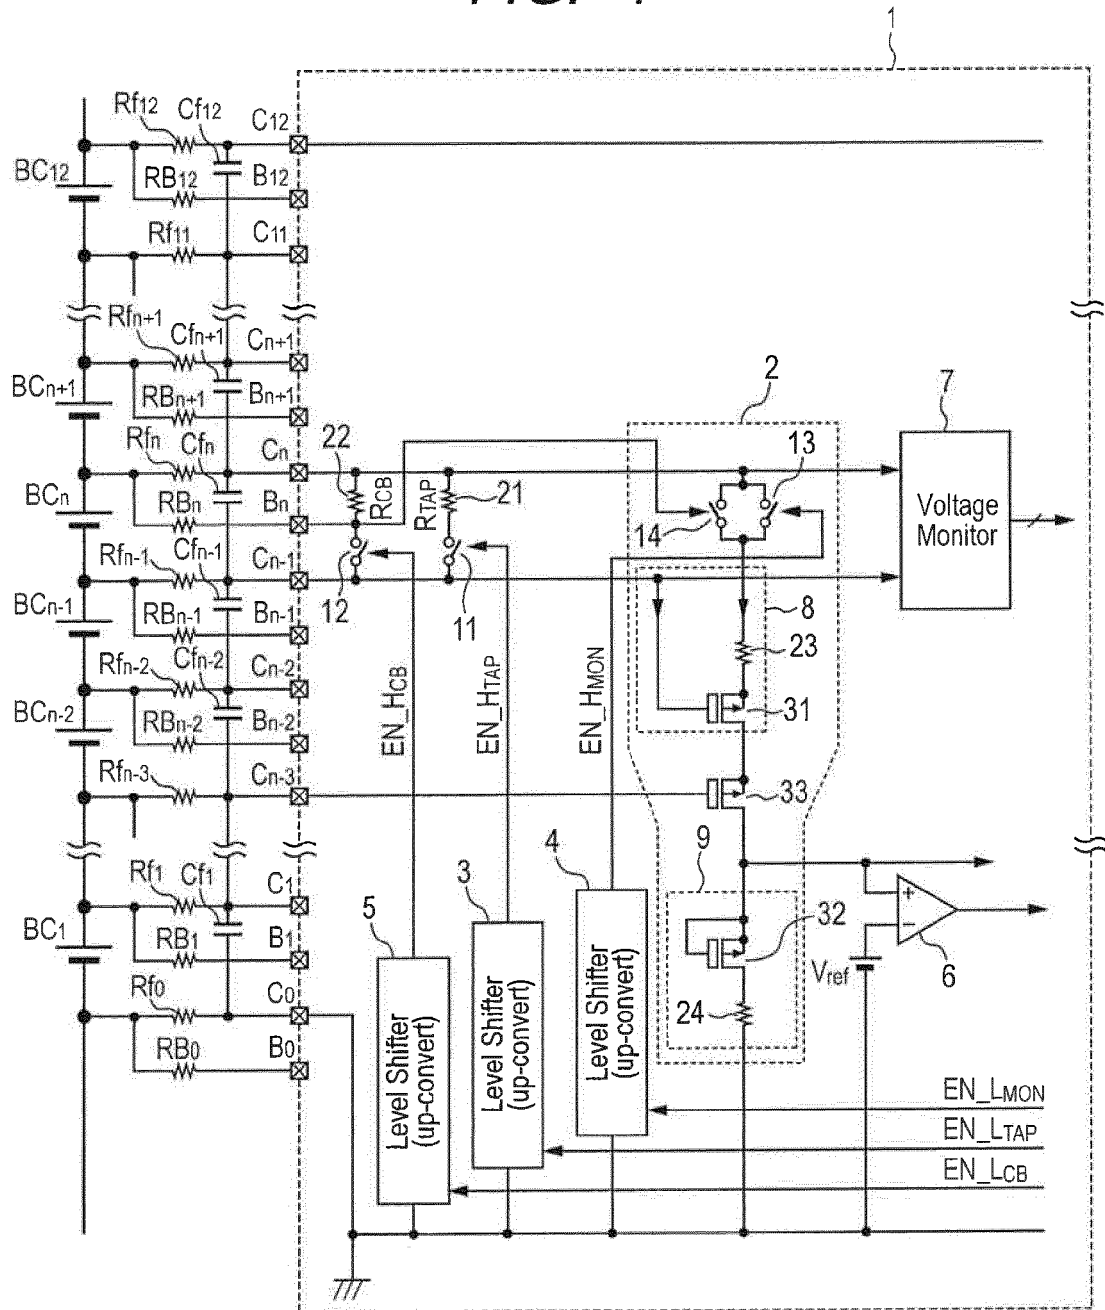 1
Rf12
Cf12
C12
BC12
RB12
B12
Rf11
C11
Rfn+1
Cfn+1
Cn+1
BCn+1
RBn+1
Bn+1
2
7
Rfn
Cfn
Cn
22
13
BCn
RBn
Bn
RCB
RTAP
21
14
Voltage
Monitor
Rfn-1
Cfn-1
Cn-1
12
11
8
BCn-1
RBn-1
Bn-1
23
Rfn-2
Cfn-2
Cn-2
EN_HCB
EN_HTAP
EN_HMON
31
BCn-2
RBn-2
Bn-2
Rfn-3
Cn-3
33
9
4
Rf1
Cf1
C1
3
BC1
RB1
B1
5
32
6
Vref
Rf0
C0
24
RB0
B0
Level Shifter
(up-convert)
Level Shifter
(up-convert)
Level Shifter
(up-convert)
+
−
EN_LMON
EN_LTAP
EN_LCB